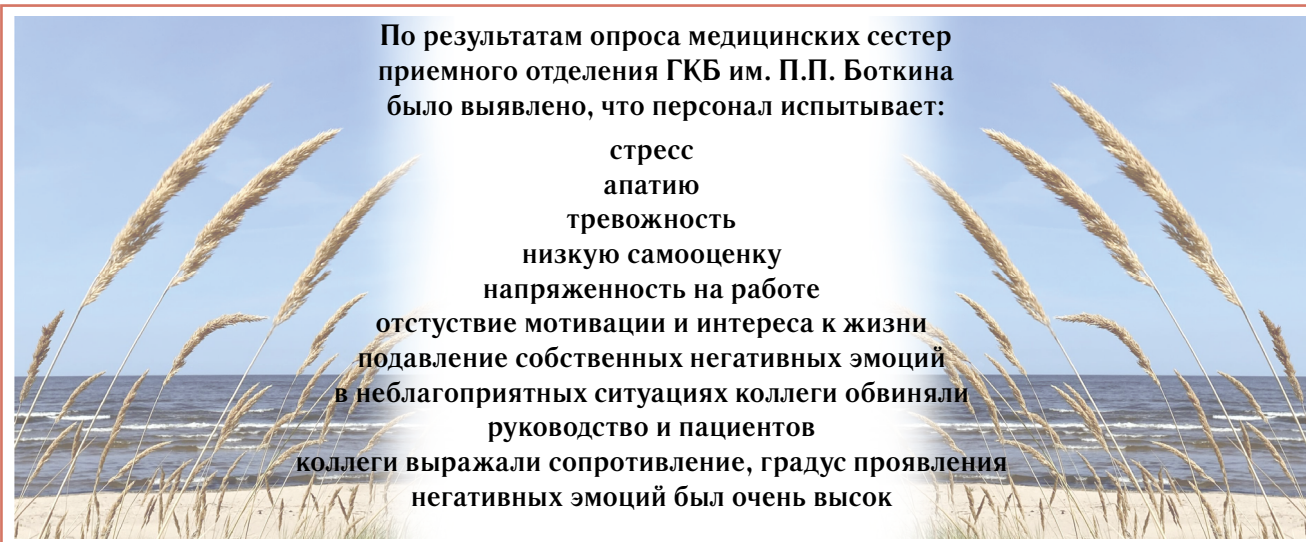 По результатам опроса медицинских сестер
приемного отделения ГКБ им. П.П. Боткина
было выявлено, что персонал испытывает:
стресс
апатию
тревожность
низкую самооценку
напряженность на работе
отстуствие мотивации и интереса к жизни
подавление собственных негативных эмоций
в неблагоприятных ситуациях коллеги обвиняли
руководство и пациентов
коллеги выражали сопротивление, градус проявления
негативных эмоций был очень высок